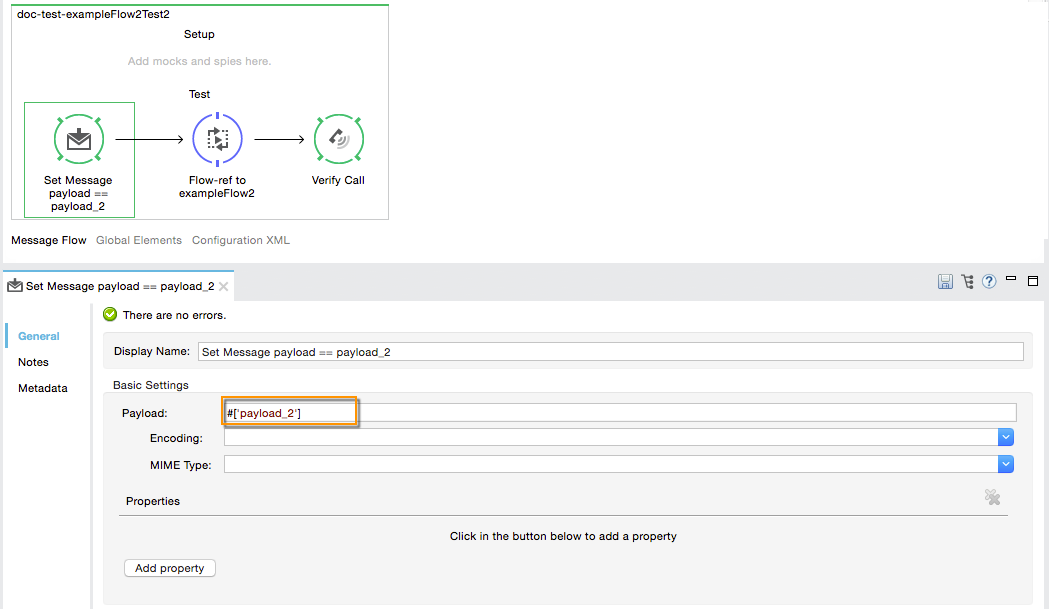 doc-test-exampleFlow2Test2
Setup
Add mocks and spies here.
Test
Set Message
payload ==
payload_2
Flow-ref to
exampleFlow2
Verify Call
Message Flow Global Elements Configuration XML
Set Message payload == payload_2
There are no errors.
General
Notes
Metadata
Display Name: Set Message payload == payload_2
Basic Settings
Payload: #['payload_2']
Encoding:
MIME Type:
Properties
Click in the button below to add a property
Add property